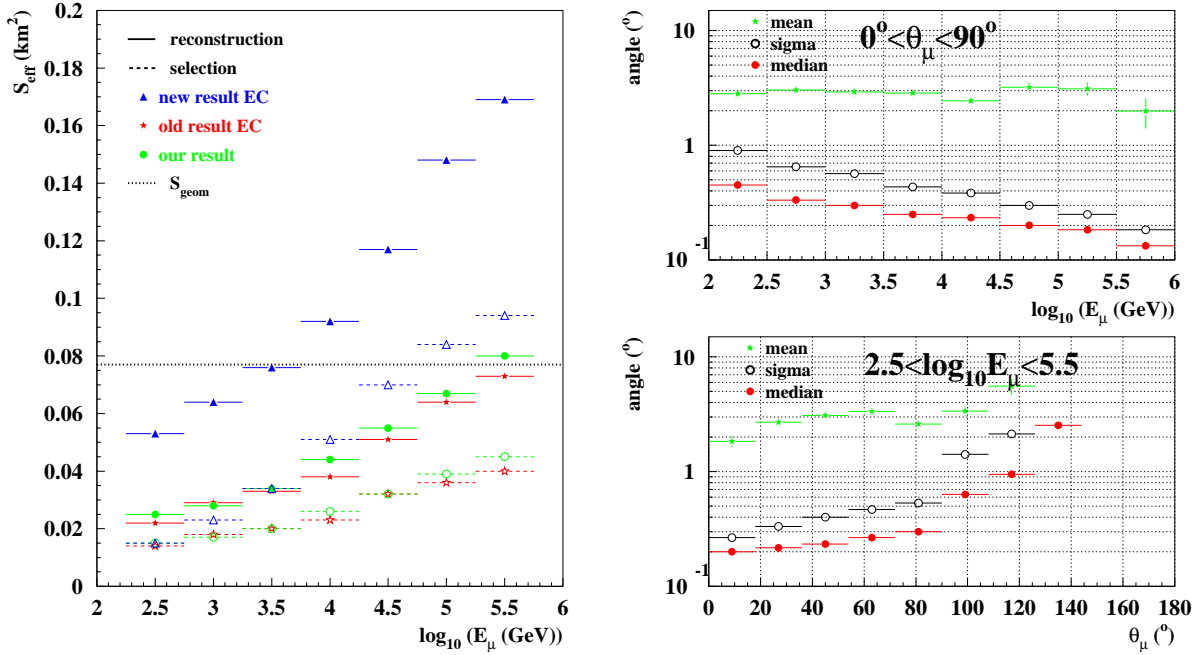 S_eff (km²)
0.2
0.18
0.16
0.14
0.12
0.1
0.08
0.06
0.04
0.02
0
reconstruction
selection
new result EC
old result EC
our result
S_geom
2 2.5 3 3.5 4 4.5 5 5.5 6
log₁₀ (E_μ (GeV))
angle (°)
10
1
10⁻¹
mean
sigma
median
0°<θ_μ<90°
2 2.5 3 3.5 4 4.5 5 5.5 6
log₁₀ (E_μ (GeV))
angle (°)
10
1
10⁻¹
mean
sigma
median
2.5<log₁₀E_μ<5.5
0 20 40 60 80 100 120 140 160 180
θ_μ (°)